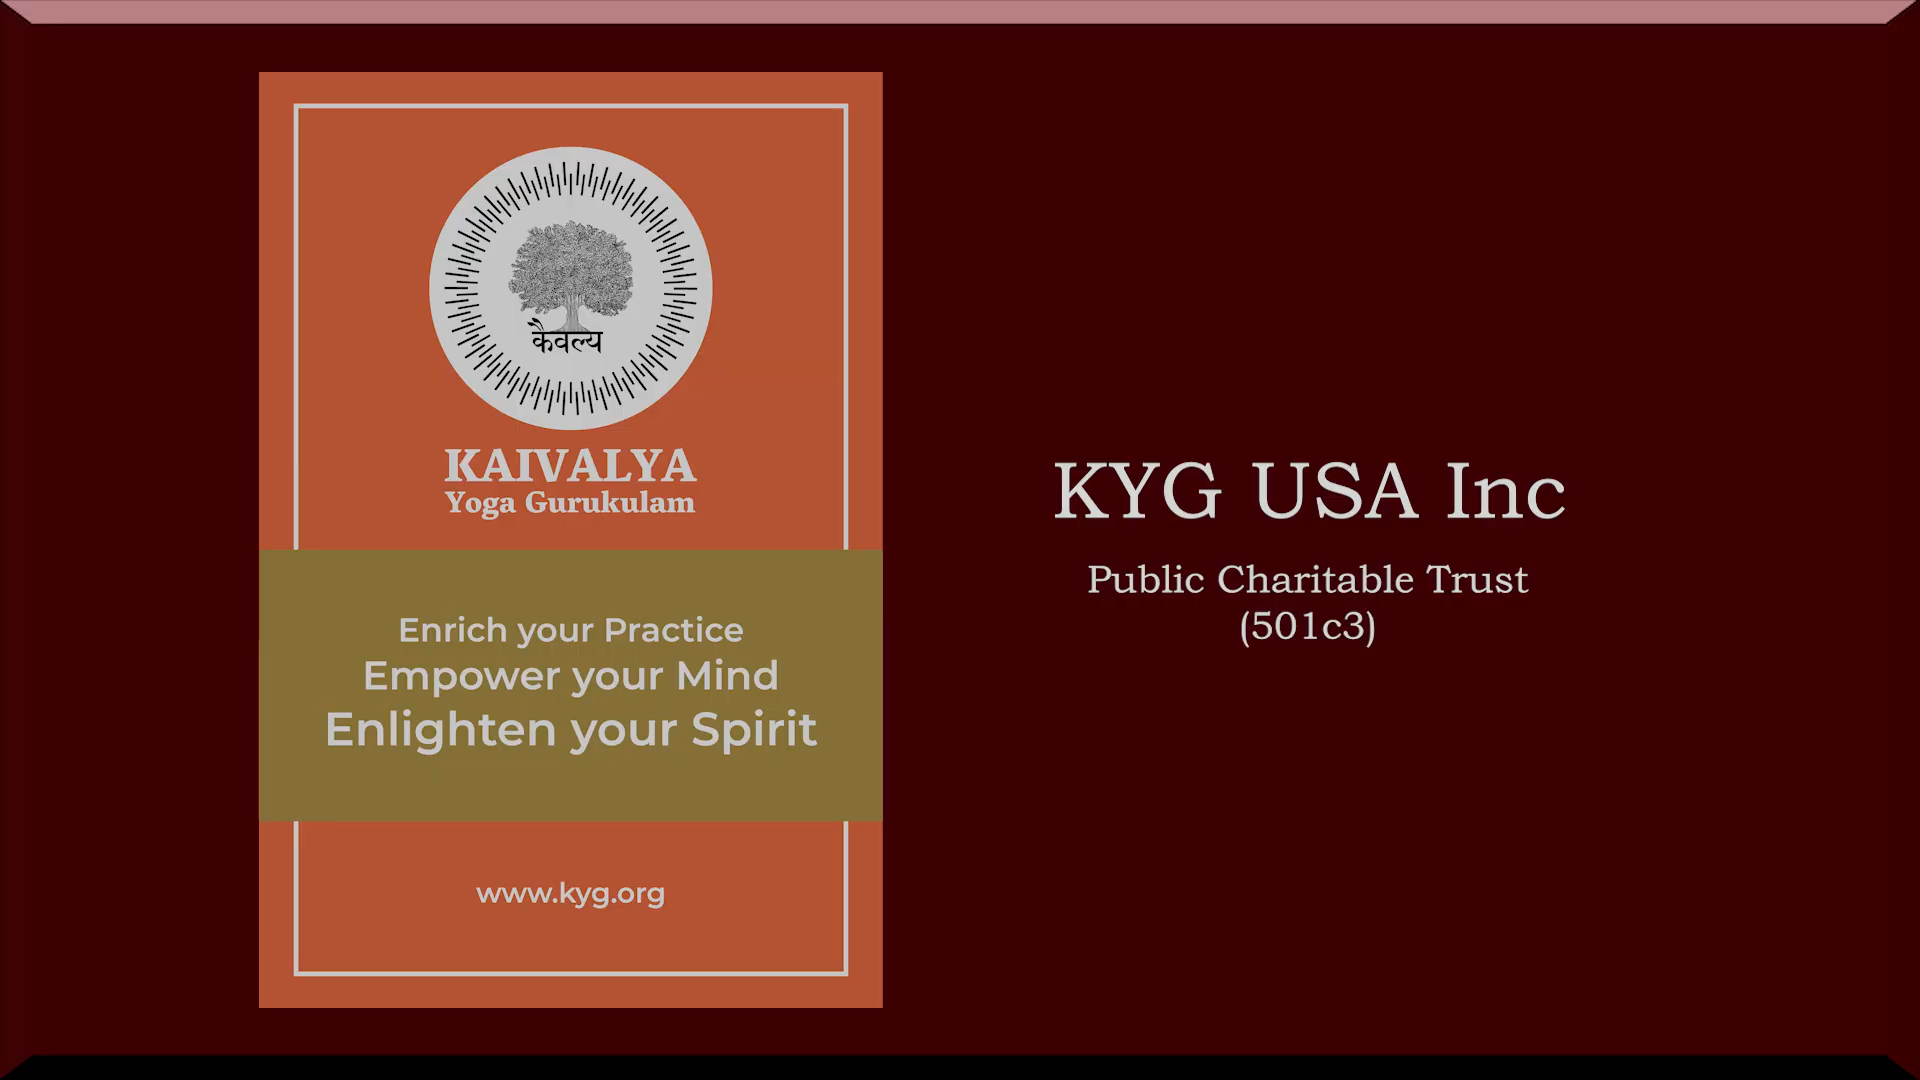 कैवल्य
KAIVALYA
Yoga Gurukulam
Enrich your Practice
Empower your Mind
Enlighten your Spirit
www.kyg.org
KYG USA Inc
Public Charitable Trust
(501c3)